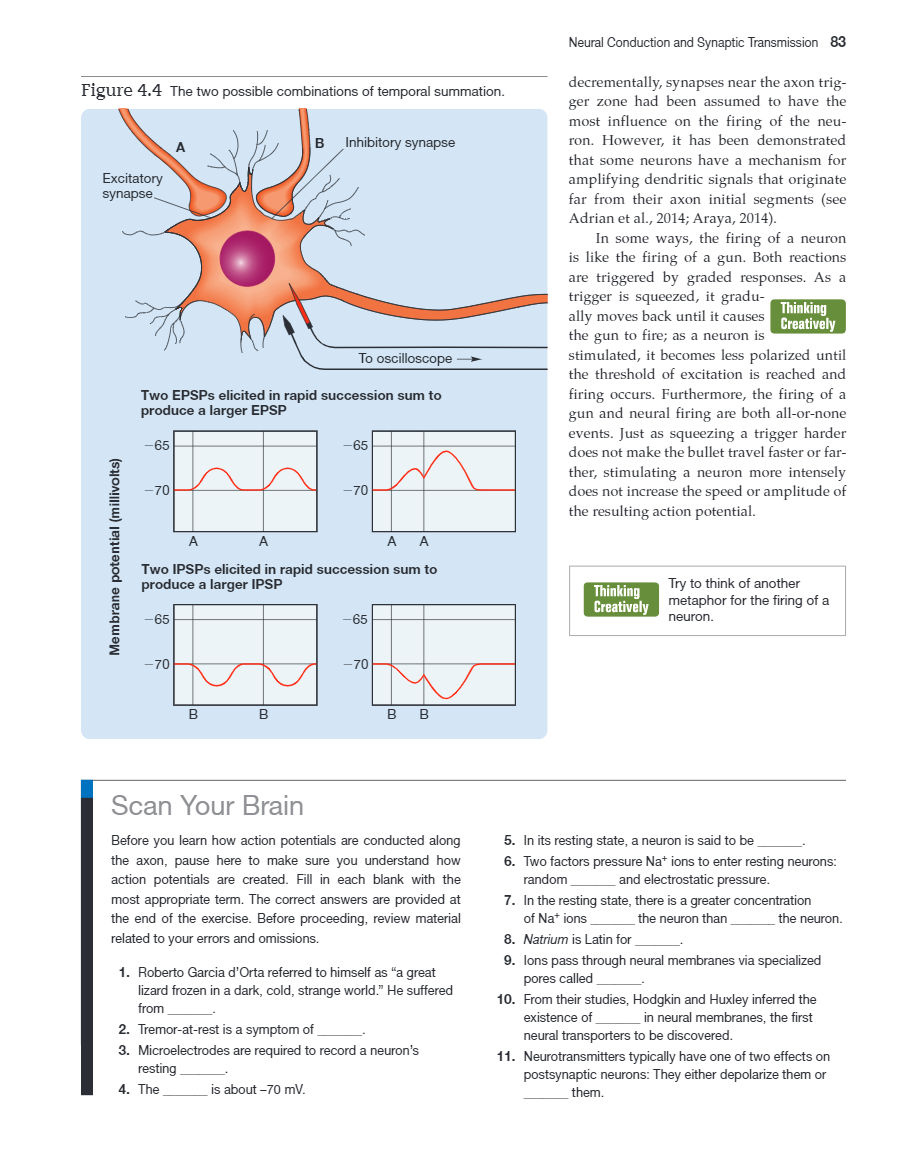 Neural Conduction and Synaptic Transmission 83
Figure 4.4 The two possible combinations of temporal summation.
A
B
Inhibitory synapse
Excitatory
synapse
To oscilloscope
Two EPSPs elicited in rapid succession sum to
produce a larger EPSP
Membrane potential (millivolts)
−65
−70
A A
−65
−70
A A
Two IPSPs elicited in rapid succession sum to
produce a larger IPSP
−65
−70
B B
−65
−70
B B
decrementally, synapses near the axon trig-
ger zone had been assumed to have the
most influence on the firing of the neu-
ron. However, it has been demonstrated
that some neurons have a mechanism for
amplifying dendritic signals that originate
far from their axon initial segments (see
Adrian et al., 2014; Araya, 2014).
In some ways, the firing of a neuron
is like the firing of a gun. Both reactions
are triggered by graded responses. As a
trigger is squeezed, it gradu-
ally moves back until it causes
the gun to fire; as a neuron is
stimulated, it becomes less polarized until
the threshold of excitation is reached and
firing occurs. Furthermore, the firing of a
gun and neural firing are both all-or-none
events. Just as squeezing a trigger harder
does not make the bullet travel faster or far-
ther, stimulating a neuron more intensely
does not increase the speed or amplitude of
the resulting action potential.
Thinking
Creatively
Thinking
Creatively
Try to think of another
metaphor for the firing of a
neuron.
Scan Your Brain
Before you learn how action potentials are conducted along
the axon, pause here to make sure you understand how
action potentials are created. Fill in each blank with the
most appropriate term. The correct answers are provided at
the end of the exercise. Before proceeding, review material
related to your errors and omissions.
1. Roberto Garcia d'Orta referred to himself as "a great
lizard frozen in a dark, cold, strange world." He suffered
from ______.
2. Tremor-at-rest is a symptom of ______.
3. Microelectrodes are required to record a neuron's
resting ______.
4. The ______ is about –70 mV.
5. In its resting state, a neuron is said to be ______.
6. Two factors pressure Na⁺ ions to enter resting neurons:
random ______ and electrostatic pressure.
7. In the resting state, there is a greater concentration
of Na⁺ ions ______ the neuron than ______ the neuron.
8. Natrium is Latin for ______.
9. Ions pass through neural membranes via specialized
pores called ______.
10. From their studies, Hodgkin and Huxley inferred the
existence of ______ in neural membranes, the first
neural transporters to be discovered.
11. Neurotransmitters typically have one of two effects on
postsynaptic neurons: They either depolarize them or
______ them.